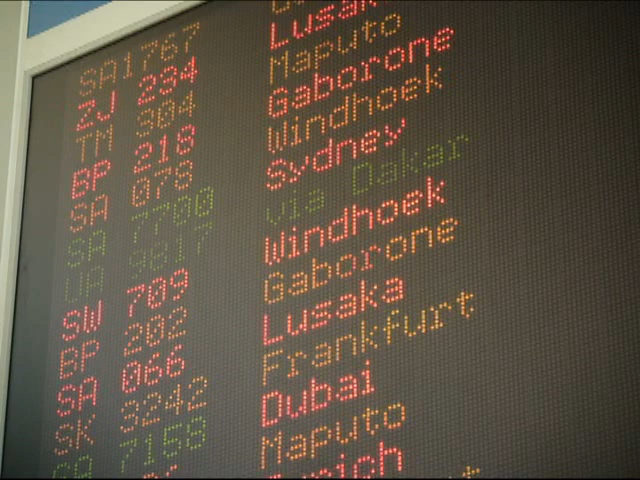 SA1767
ZJ 234 Lusaka
TM 304 Maputo
BP 218 Gaborone
SA 078 Windhoek
SA 7700 Sydney
UA 9817 via Dakar
SW 709 Windhoek
BP 202 Gaborone
SA 066 Lusaka
SK 3242 Frankfurt
SA 7158 Dubai
Maputo